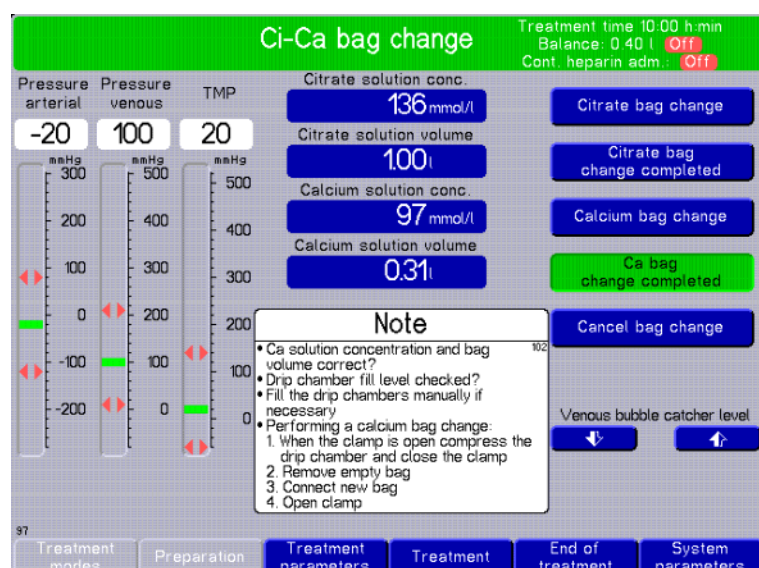 Ci-Ca bag change
Treatment time 10:00 h:min
Balance: 0.40 l Off
Cont. heparin adm.: Off
Pressure arterial
Pressure venous
TMP
-20
100
20
mmHg
300
200
100
0
-100
-200
mmHg
500
400
300
200
100
0
mmHg
500
400
300
200
100
0
Citrate solution conc.
136 mmol/l
Citrate solution volume
1.00 l
Calcium solution conc.
97 mmol/l
Calcium solution volume
0.31 l
Citrate bag change
Citrate bag
change completed
Calcium bag change
Ca bag
change completed
Cancel bag change
Note
102
• Ca solution concentration and bag
volume correct?
• Drip chamber fill level checked?
• Fill the drip chambers manually if
necessary
• Performing a calcium bag change:
1. When the clamp is open compress the
drip chamber and close the clamp
2. Remove empty bag
3. Connect new bag
4. Open clamp
Venous bubble catcher level
97
Treatment
modes
Preparation
Treatment
parameters
Treatment
End of
treatment
System
parameters